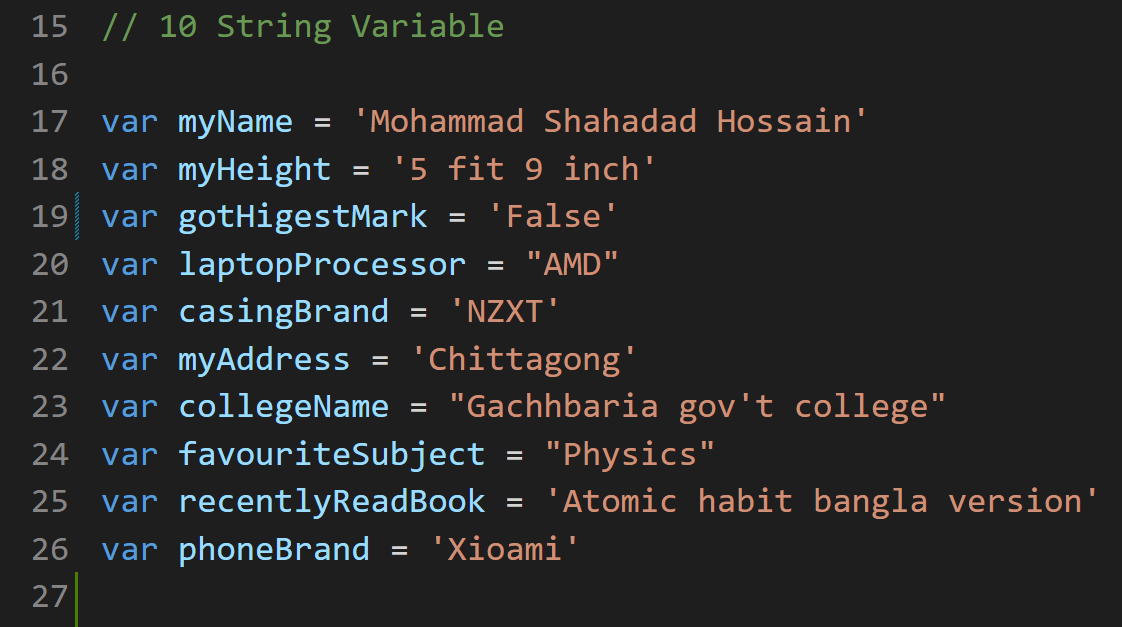 15 // 10 String Variable
16
17 var myName = 'Mohammad Shahadad Hossain'
18 var myHeight = '5 fit 9 inch'
19 var gotHigestMark = 'False'
20 var laptopProcessor = "AMD"
21 var casingBrand = 'NZXT'
22 var myAddress = 'Chittagong'
23 var collegeName = "Gachhbaria gov't college"
24 var favouriteSubject = "Physics"
25 var recentlyReadBook = 'Atomic habit bangla version'
26 var phoneBrand = 'Xioami'
27